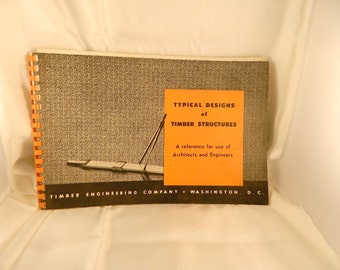 TYPICAL DESIGNS
of
TIMBER STRUCTURES
A reference for use of
Architects and Engineers
TIMBER ENGINEERING COMPANY • WASHINGTON, D. C.